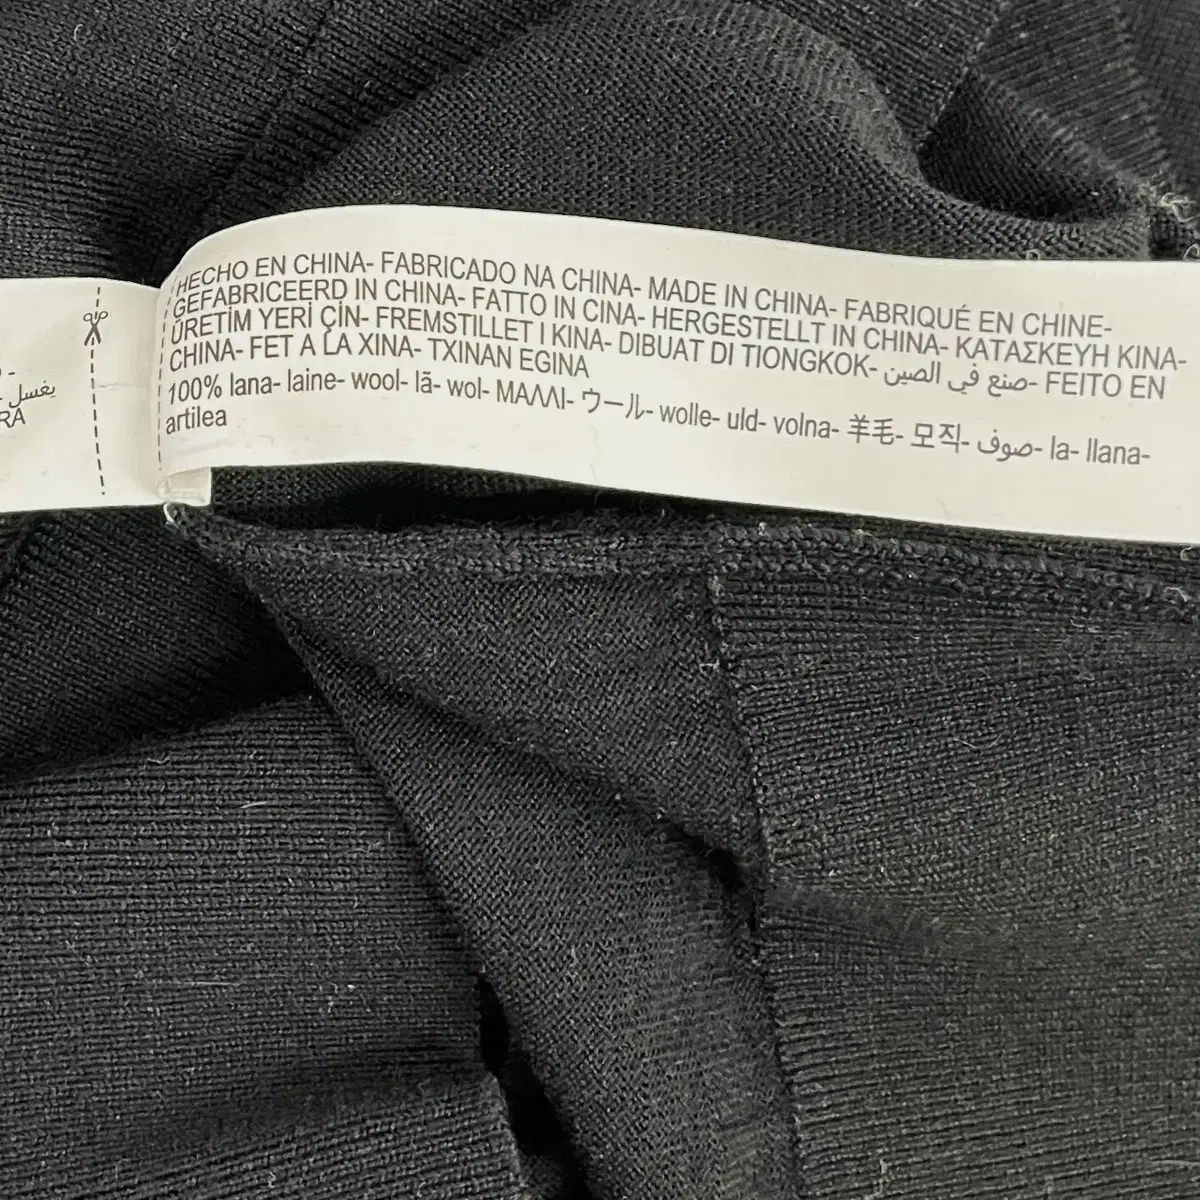 HECHO EN CHINA- FABRICADO NA CHINA- MADE IN CHINA- FABRIQUÉ EN CHINE-
GEFABRICEERD IN CHINA- FATTO IN CINA- HERGESTELLT IN CHINA- ΚΑΤΑΣΚΕΥΗ ΚΙΝΑ-
ÜRETİM YERİ ÇİN- FREMSTILLET I KINA- DIBUAT DI TIONGKOK- صنع في الصين- FEITO EN
CHINA- FET A LA XINA- TXINAN EGINA
100% lana- laine- wool- lã- wol- ΜΑΛΛΙ- ウール- wolle- uld- volna- 羊毛- 모직- صوف- la- llana-
artilea
يغسل
RA